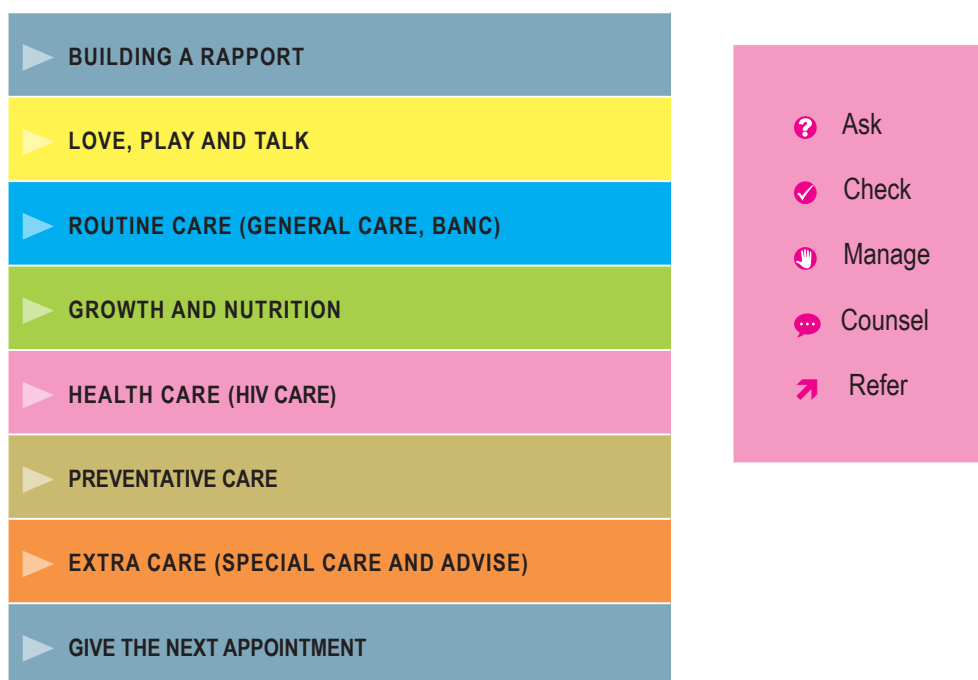 BUILDING A RAPPORT
LOVE, PLAY AND TALK
ROUTINE CARE (GENERAL CARE, BANC)
GROWTH AND NUTRITION
HEALTH CARE (HIV CARE)
PREVENTATIVE CARE
EXTRA CARE (SPECIAL CARE AND ADVISE)
GIVE THE NEXT APPOINTMENT
Ask
Check
Manage
Counsel
Refer